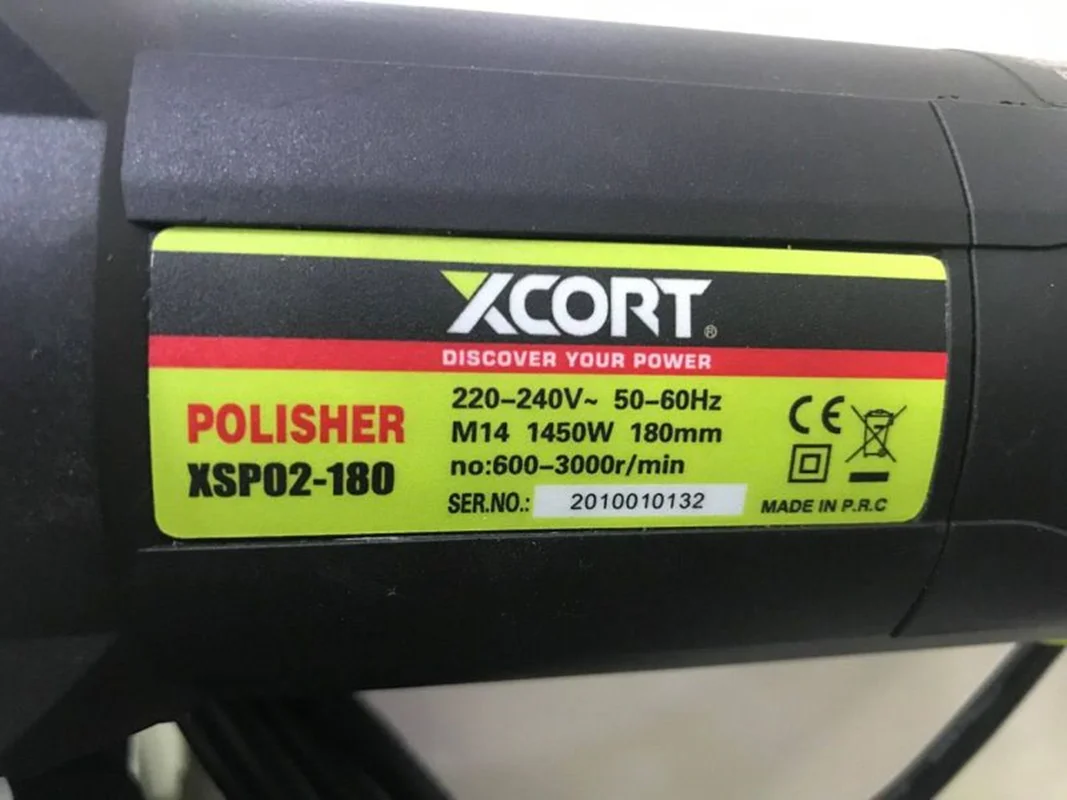 XCORT®
DISCOVER YOUR POWER
POLISHER
XSP02-180
220-240V~ 50-60Hz
M14 1450W 180mm
no:600-3000r/min
SER.NO.: 2010010132
CE
MADE IN P.R.C